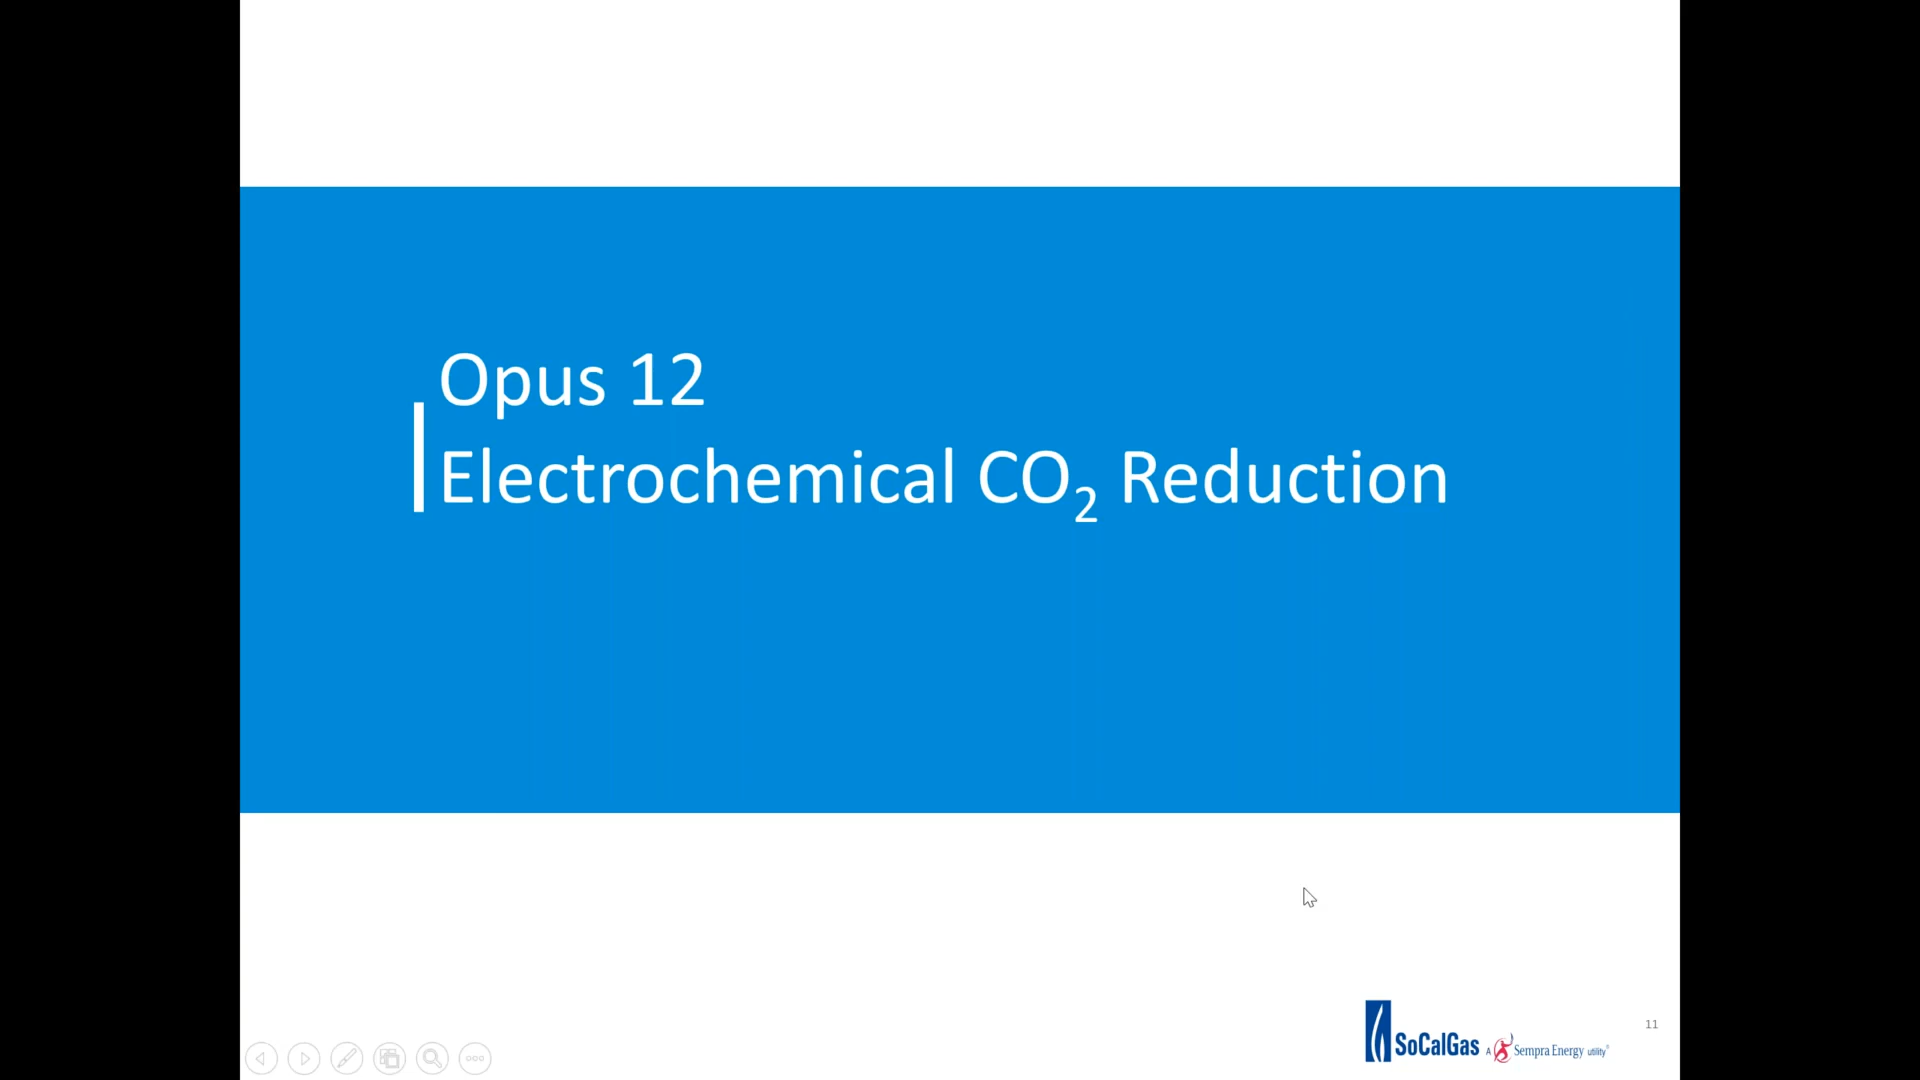 Opus 12
Electrochemical CO₂ Reduction
11
SoCalGas A Sempra Energy utility®